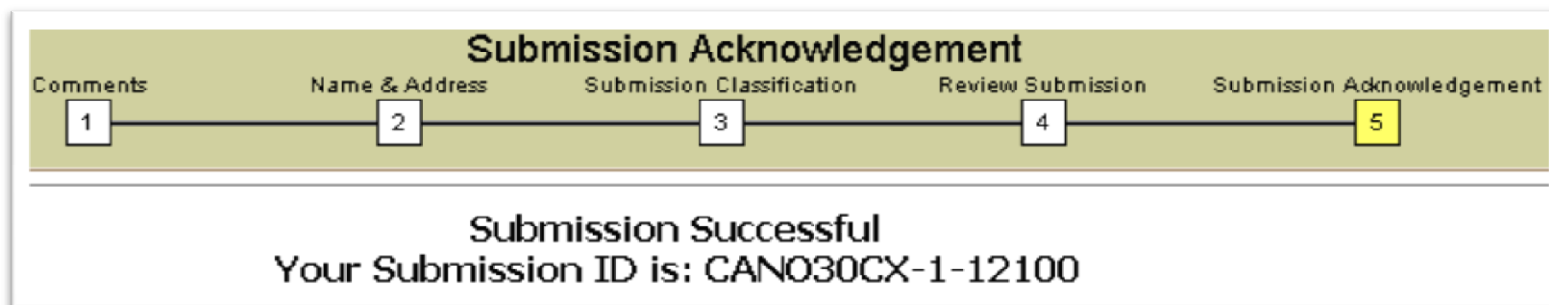 Submission Acknowledgement
Comments Name & Address Submission Classification Review Submission Submission Acknowledgement
1 2 3 4 5
Submission Successful
Your Submission ID is: CANO30CX-1-12100